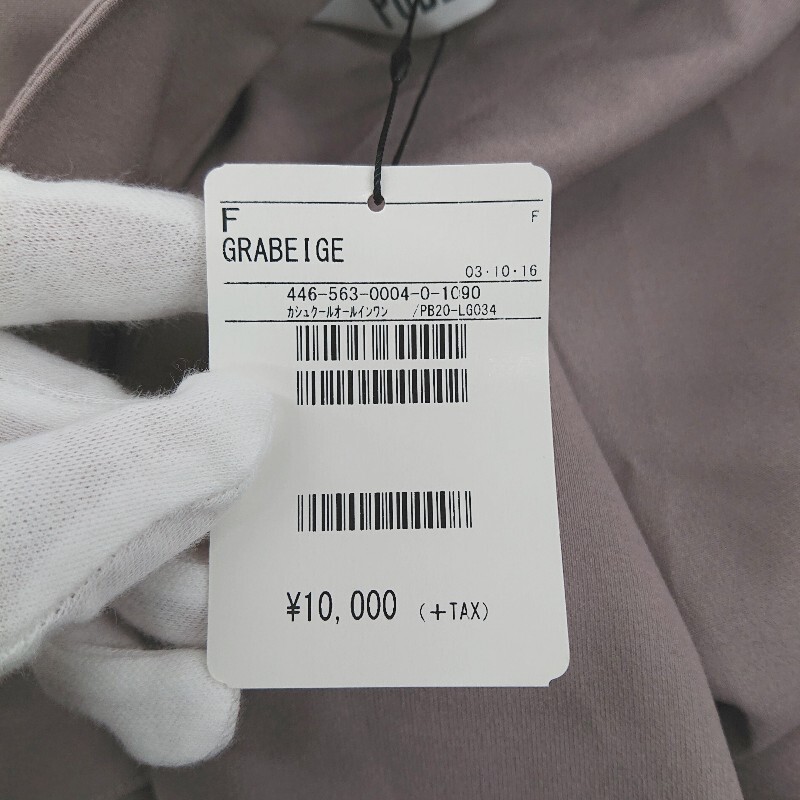 F F
GRABEIGE
03·10·16
446-563-0004-0-1090
ｶｼｭｸｰﾙｵｰﾙｲﾝﾜﾝ /PB20-LG034
¥10,000 (+TAX)